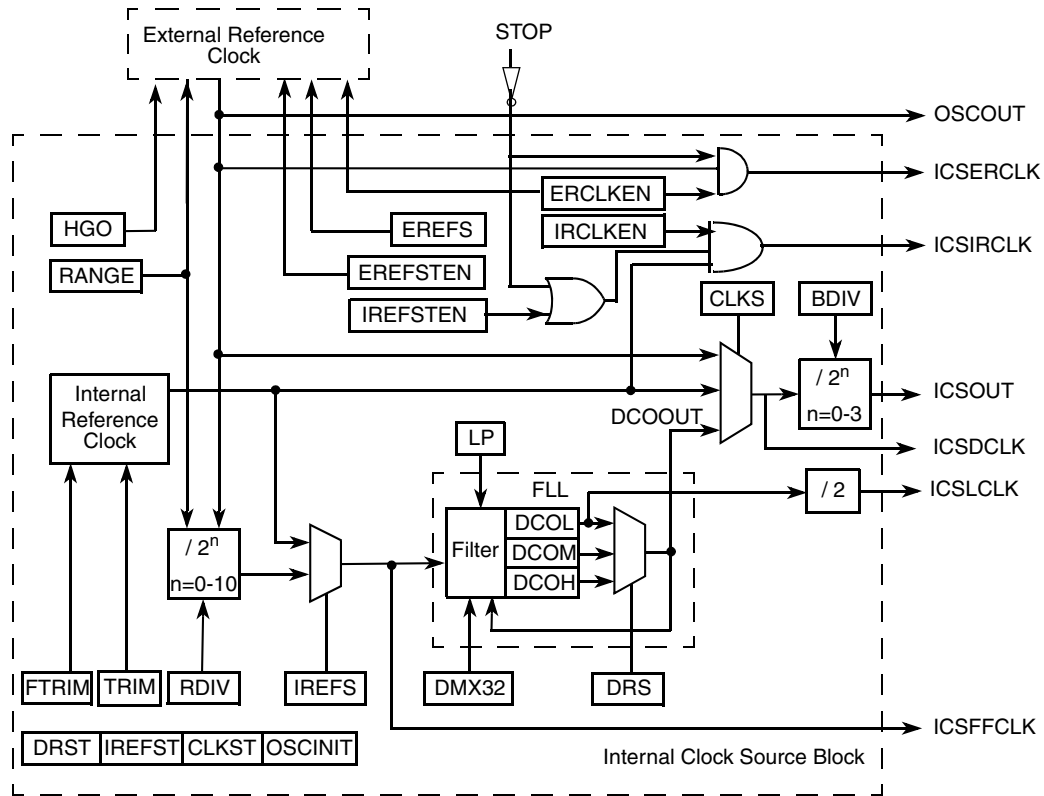 External Reference
Clock
STOP
OSCOUT
ICSERCLK
ERCLKEN
HGO
EREFS
IRCLKEN
ICSIRCLK
RANGE
EREFSTEN
IREFSTEN
CLKS
BDIV
Internal
Reference
Clock
/ 2n
n=0-3
ICSOUT
DCOOUT
LP
ICSDCLK
FLL
/ 2
ICSLCLK
/ 2n
n=0-10
Filter
DCOL
DCOM
DCOH
FTRIM
TRIM
RDIV
IREFS
DMX32
DRS
ICSFFCLK
DRST IREFST CLKST OSCINIT
Internal Clock Source Block